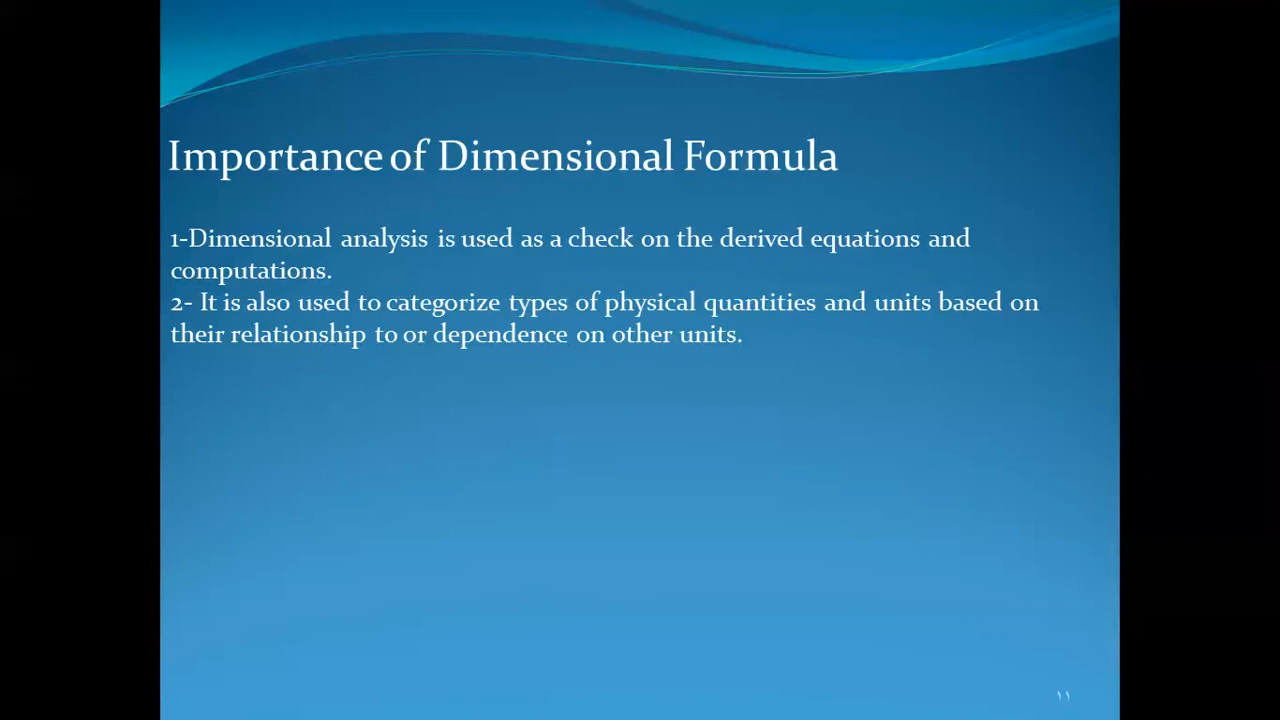 Importance of Dimensional Formula
1-Dimensional analysis is used as a check on the derived equations and
computations.
2- It is also used to categorize types of physical quantities and units based on
their relationship to or dependence on other units.
١١